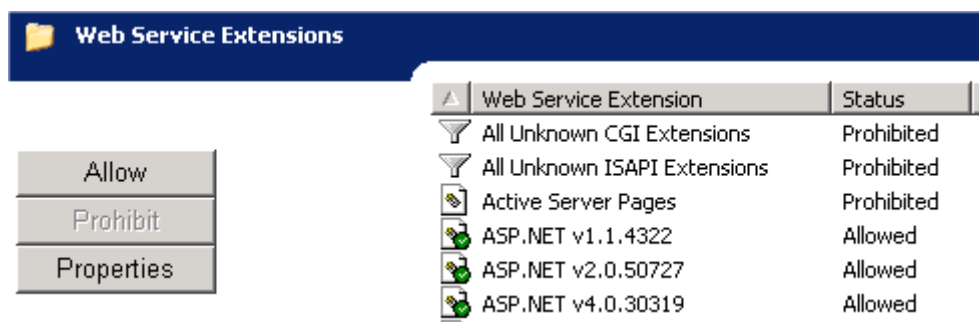 Web Service Extensions
Allow
Prohibit
Properties
Web Service Extension Status
All Unknown CGI Extensions Prohibited
All Unknown ISAPI Extensions Prohibited
Active Server Pages Prohibited
ASP.NET v1.1.4322 Allowed
ASP.NET v2.0.50727 Allowed
ASP.NET v4.0.30319 Allowed